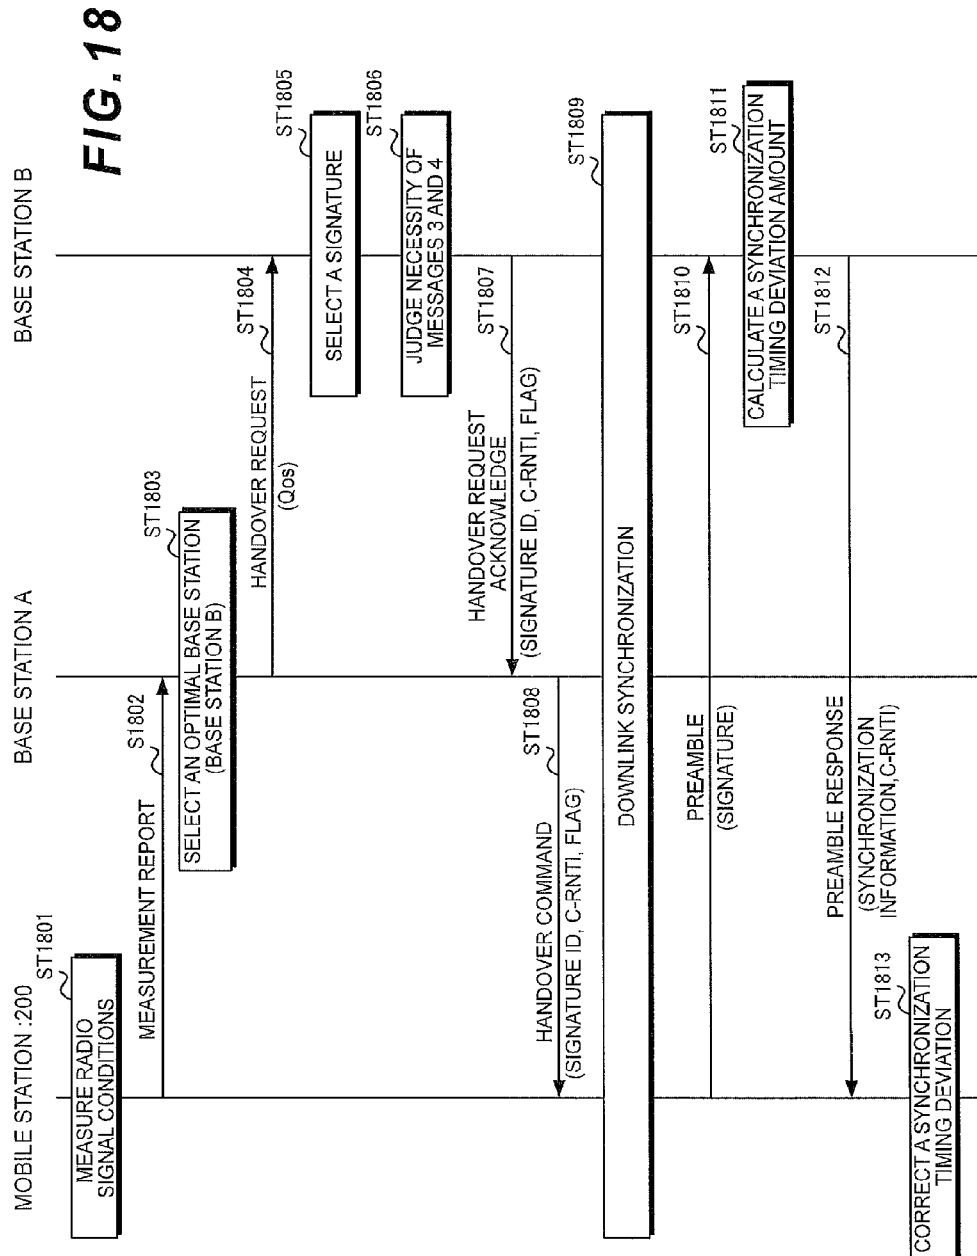 FIG.18
MOBILE STATION :200
BASE STATION A
BASE STATION B
ST1801
MEASURE RADIO
SIGNAL CONDITIONS
MEASUREMENT REPORT
S1802
ST1803
SELECT AN OPTIMAL BASE STATION
(BASE STATION B)
HANDOVER REQUEST
(Qos)
ST1804
ST1805
SELECT A SIGNATURE
ST1806
JUDGE NECESSITY OF
MESSAGES 3 AND 4
HANDOVER REQUEST
ACKNOWLEDGE
(SIGNATURE ID, C-RNTI, FLAG)
ST1807
HANDOVER COMMAND
(SIGNATURE ID, C-RNTI, FLAG)
ST1808
ST1809
DOWNLINK SYNCHRONIZATION
PREAMBLE
(SIGNATURE)
ST1810
ST1811
CALCULATE A SYNCHRONIZATION
TIMING DEVIATION AMOUNT
PREAMBLE RESPONSE
(SYNCHRONIZATION
INFORMATION,C-RNTI)
ST1812
ST1813
CORRECT A SYNCHRONIZATION
TIMING DEVIATION